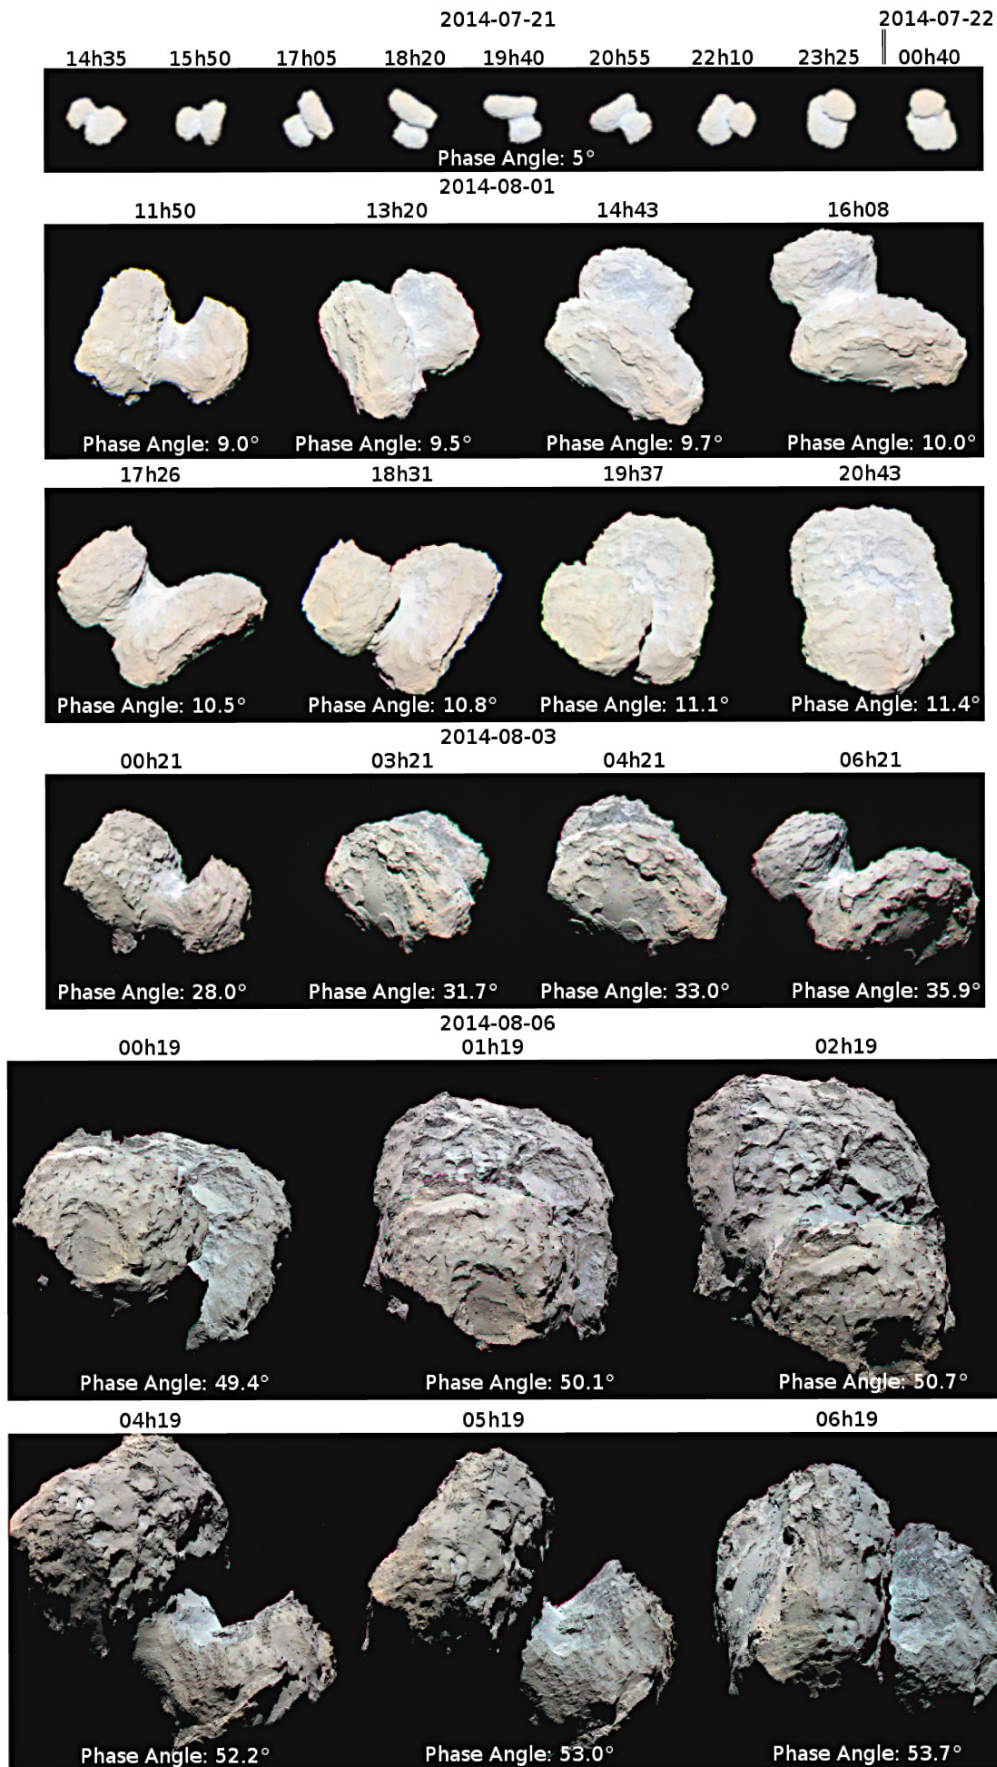 2014-07-21 2014-07-22
14h35 15h50 17h05 18h20 19h40 20h55 22h10 23h25 00h40
Phase Angle: 5°
2014-08-01
11h50 13h20 14h43 16h08
Phase Angle: 9.0° Phase Angle: 9.5° Phase Angle: 9.7° Phase Angle: 10.0°
17h26 18h31 19h37 20h43
Phase Angle: 10.5° Phase Angle: 10.8° Phase Angle: 11.1° Phase Angle: 11.4°
2014-08-03
00h21 03h21 04h21 06h21
Phase Angle: 28.0° Phase Angle: 31.7° Phase Angle: 33.0° Phase Angle: 35.9°
2014-08-06
00h19 01h19 02h19
Phase Angle: 49.4° Phase Angle: 50.1° Phase Angle: 50.7°
04h19 05h19 06h19
Phase Angle: 52.2° Phase Angle: 53.0° Phase Angle: 53.7°